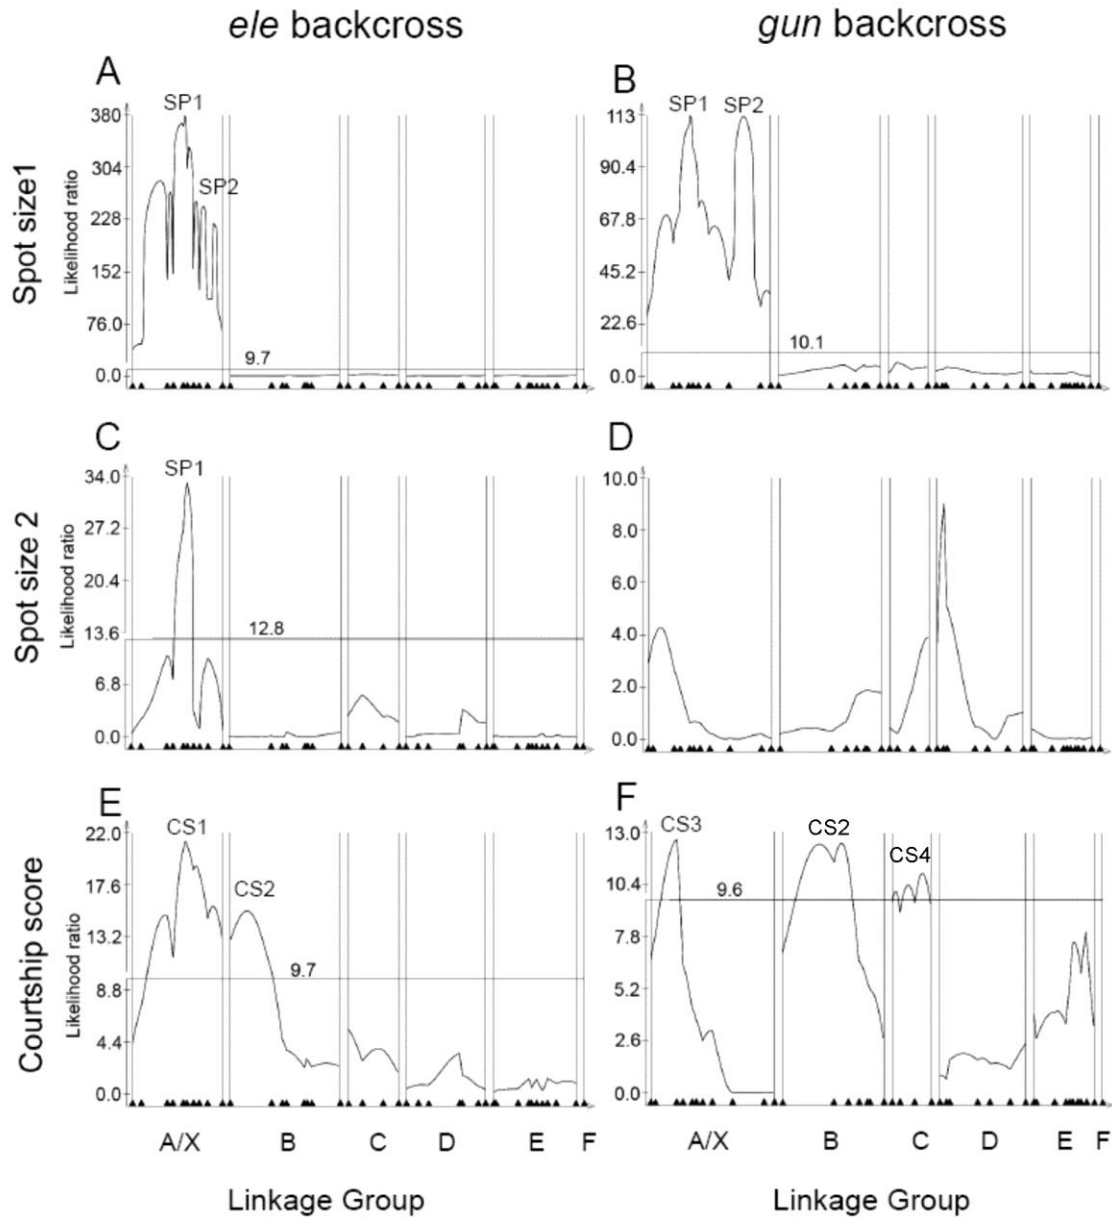 ele backcross
gun backcross
A
B
Spot size1
Likelihood ratio
380
304
228
152
76.0
0.0
SP1
SP2
9.7
113
90.4
67.8
45.2
22.6
0.0
SP1
SP2
10.1
C
D
Spot size 2
Likelihood ratio
34.0
27.2
20.4
13.6
6.8
0.0
SP1
12.8
10.0
8.0
6.0
4.0
2.0
0.0
E
F
Courtship score
Likelihood ratio
22.0
17.6
13.2
8.8
4.4
0.0
CS1
CS2
9.7
13.0
10.4
7.8
5.2
2.6
0.0
CS3
CS2
CS4
9.6
A/X B C D E F
A/X B C D E F
Linkage Group
Linkage Group